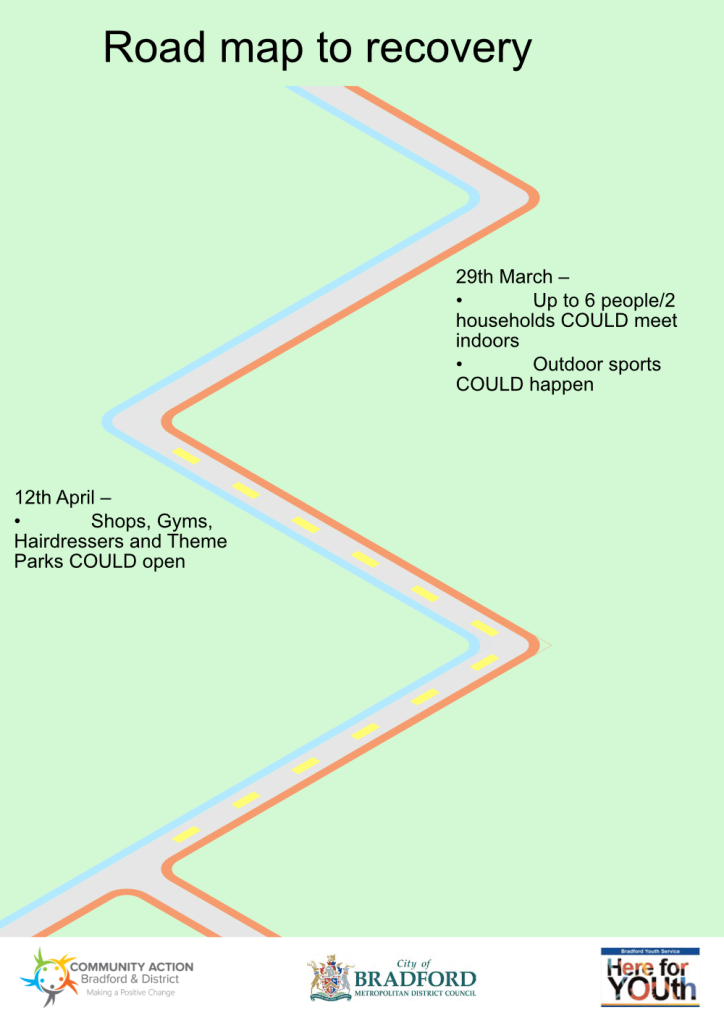 Road map to recovery
29th March –
• Up to 6 people/2
households COULD meet
indoors
• Outdoor sports
COULD happen
12th April –
• Shops, Gyms,
Hairdressers and Theme
Parks COULD open
COMMUNITY ACTION
Bradford & District
Making a Positive Change
City of
BRADFORD
METROPOLITAN DISTRICT COUNCIL
Bradford Youth Service
Here for
YOUth